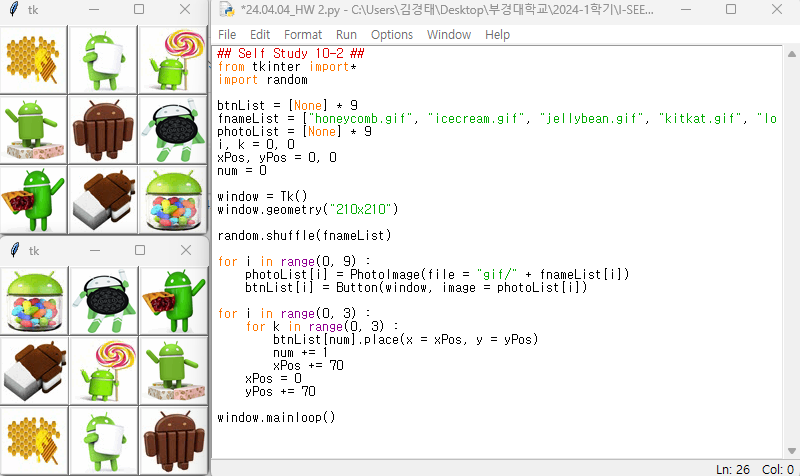 tk
*24.04.04_HW 2.py - C:\Users\김경태\Desktop\부경대학교\2024-1학기\I-SEE...
File Edit Format Run Options Window Help
## Self Study 10-2 ##
from tkinter import*
import random
btnList = [None] * 9
fnameList = ["honeycomb.gif", "icecream.gif", "jellybean.gif", "kitkat.gif", "lo
photoList = [None] * 9
i, k = 0, 0
xPos, yPos = 0, 0
num = 0
window = Tk()
window.geometry("210x210")
random.shuffle(fnameList)
for i in range(0, 9) :
    photoList[i] = PhotoImage(file = "gif/" + fnameList[i])
    btnList[i] = Button(window, image = photoList[i])
for i in range(0, 3) :
    for k in range(0, 3) :
        btnList[num].place(x = xPos, y = yPos)
        num += 1
        xPos += 70
    xPos = 0
    yPos += 70
window.mainloop()
tk
Ln: 26 Col: 0